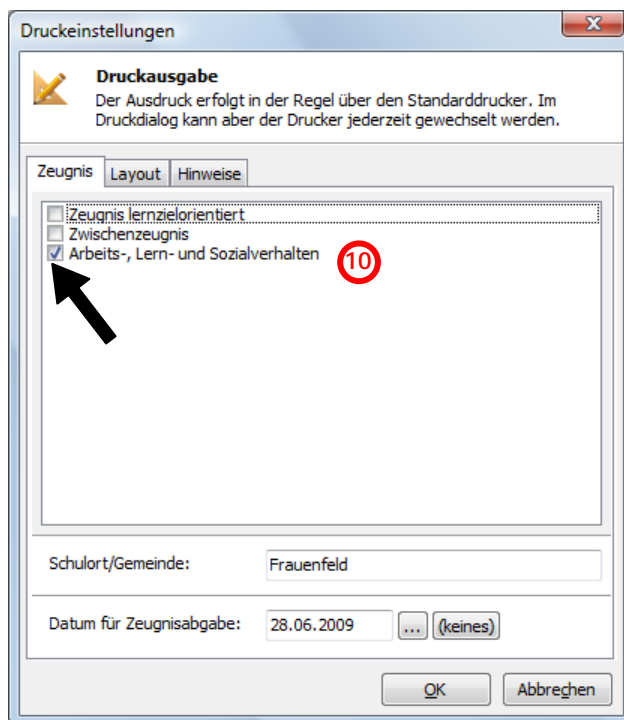 Druckeinstellungen
x
Druckausgabe
Der Ausdruck erfolgt in der Regel über den Standarddrucker. Im
Druckdialog kann aber der Drucker jederzeit gewechselt werden.
Zeugnis Layout Hinweise
Zeugnis lernzielorientiert
Zwischenzeugnis
Arbeits-, Lern- und Sozialverhalten
10
Schulort/Gemeinde: Frauenfeld
Datum für Zeugnisabgabe: 28.06.2009 ... (keines)
OK Abbrechen